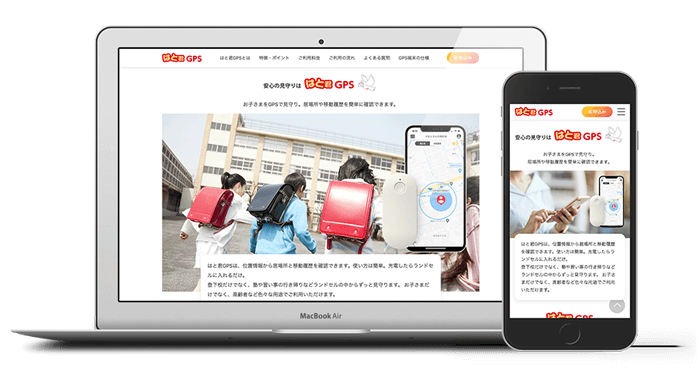 はと君GPS
はと君GPSとは 特徴・ポイント ご利用料金 ご利用の流れ よくある質問 GPS端末の仕様 お申込み
安心の見守りは はと君GPS
お子さまをGPSで見守り。居場所や移動履歴を簡単に確認できます。
はと君GPSは、位置情報から居場所と移動履歴を確認できます。使い方は簡単。充電したらランドセ
ルに入れるだけ。
登下校だけでなく、塾や習い事の行き帰りなどランドセルの中からずっと見守ります。 お子さまだ
けでなく、高齢者など色々な用途でご利用いただけます。
MacBook Air
はと君GPS お申込み
安心の見守りは はと君GPS
お子さまをGPSで見守り。
居場所や移動履歴を簡単に確認できます。
はと君GPSは、位置情報から居場所と移動履
歴を確認できます。使い方は簡単。充電したらラ
ンドセルに入れるだけ。
登下校だけでなく、塾や習い事の行き帰りなどラ
ンドセルの中からずっと見守ります。 お子さま
だけでなく、高齢者など色々な用途でご利用
いただけます。
はと君GPS